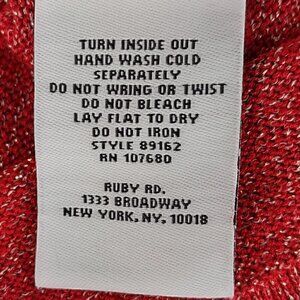 TURN INSIDE OUT
HAND WASH COLD
SEPARATELY
DO NOT WRING OR TWIST
DO NOT BLEACH
LAY FLAT TO DRY
DO NOT IRON
STYLE 89162
RN 107680
RUBY RD.
1333 BROADWAY
NEW YORK, NY, 10018